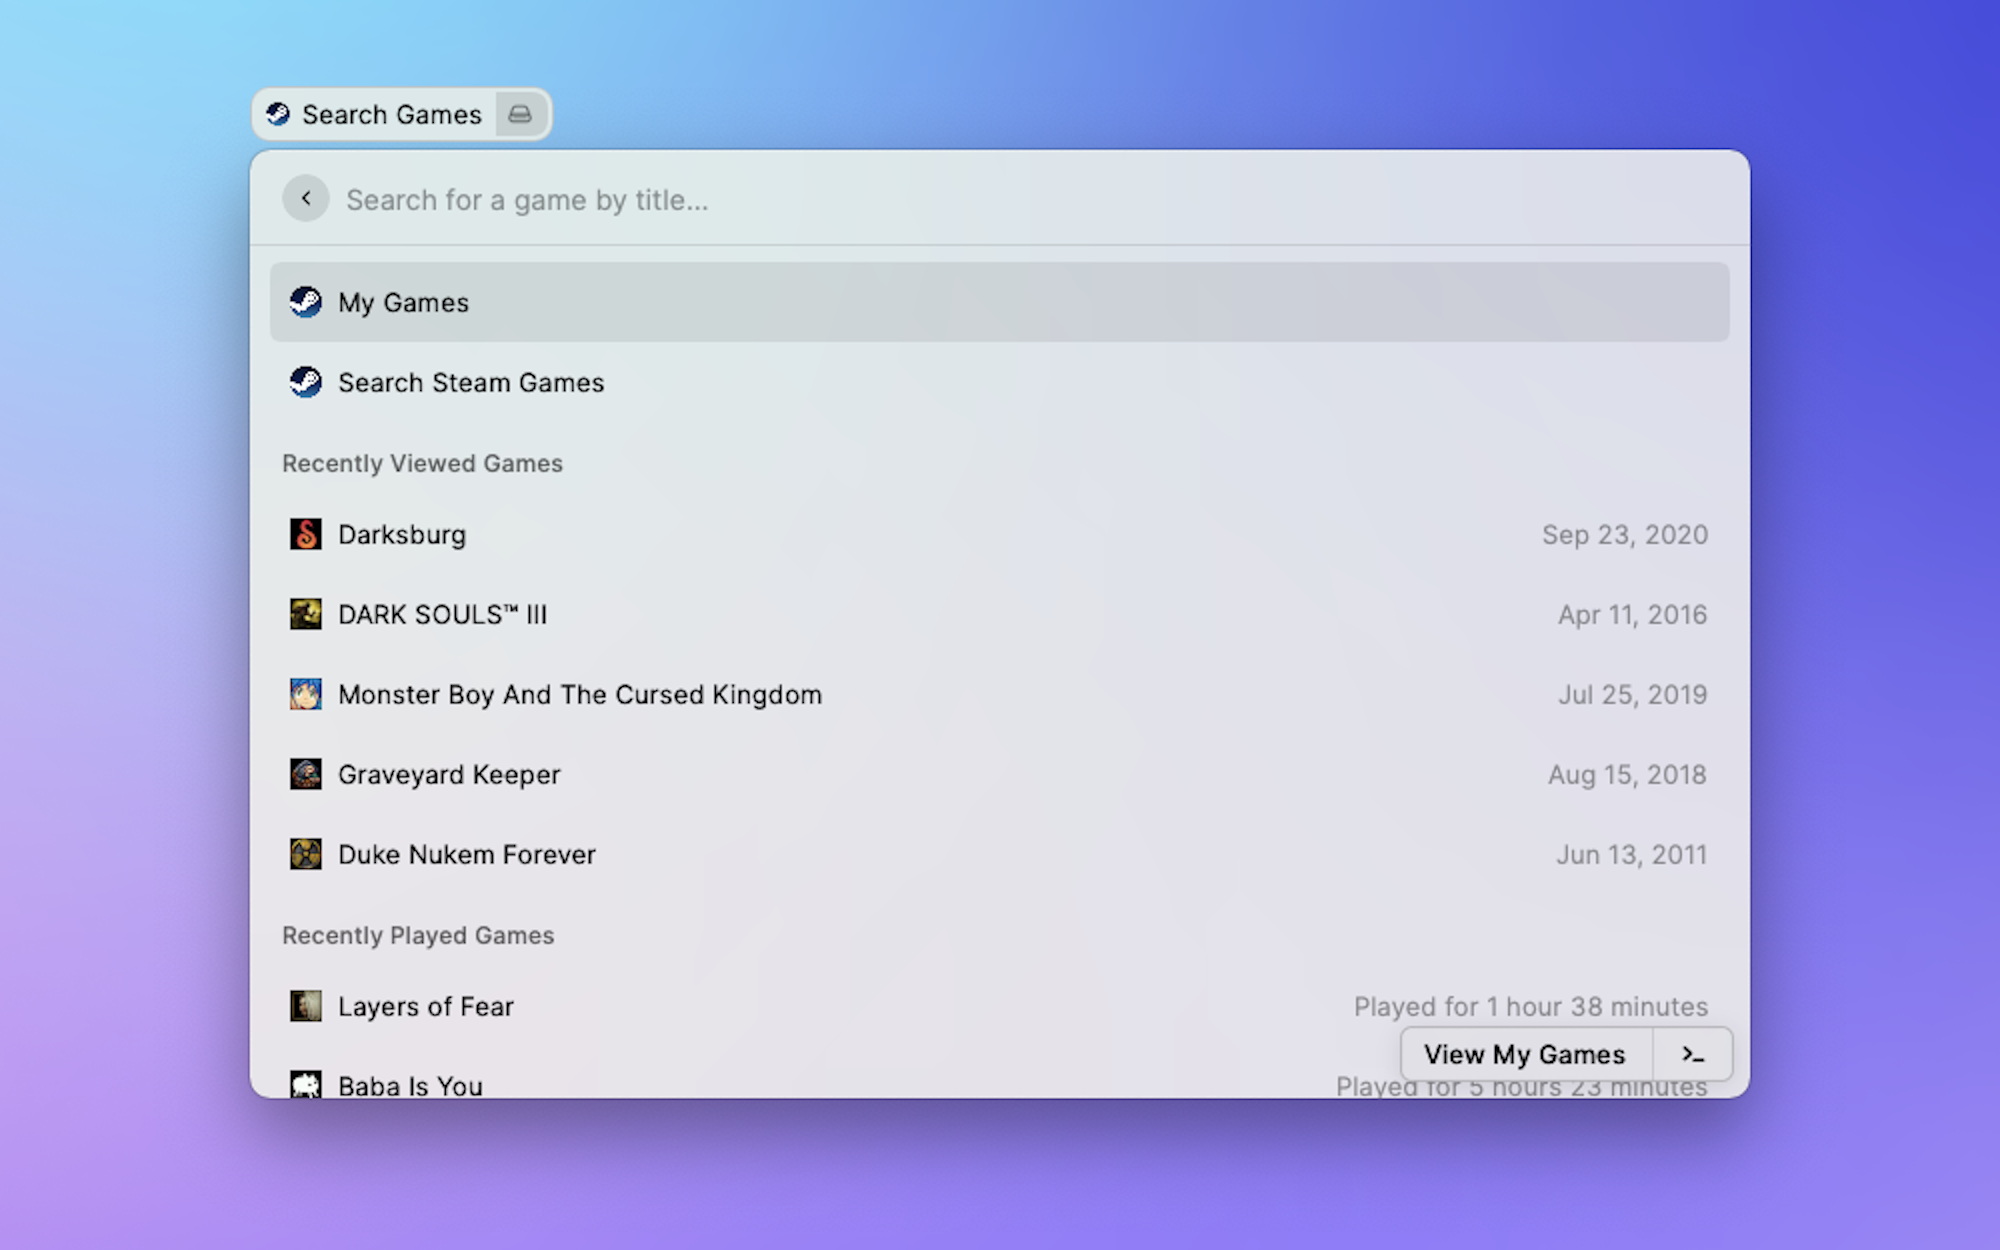 Search Games
Search for a game by title...
My Games
Search Steam Games
Recently Viewed Games
Darksburg Sep 23, 2020
DARK SOULS™ III Apr 11, 2016
Monster Boy And The Cursed Kingdom Jul 25, 2019
Graveyard Keeper Aug 15, 2018
Duke Nukem Forever Jun 13, 2011
Recently Played Games
Layers of Fear Played for 1 hour 38 minutes
View My Games >_
Baba Is You Played for 5 hours 23 minutes